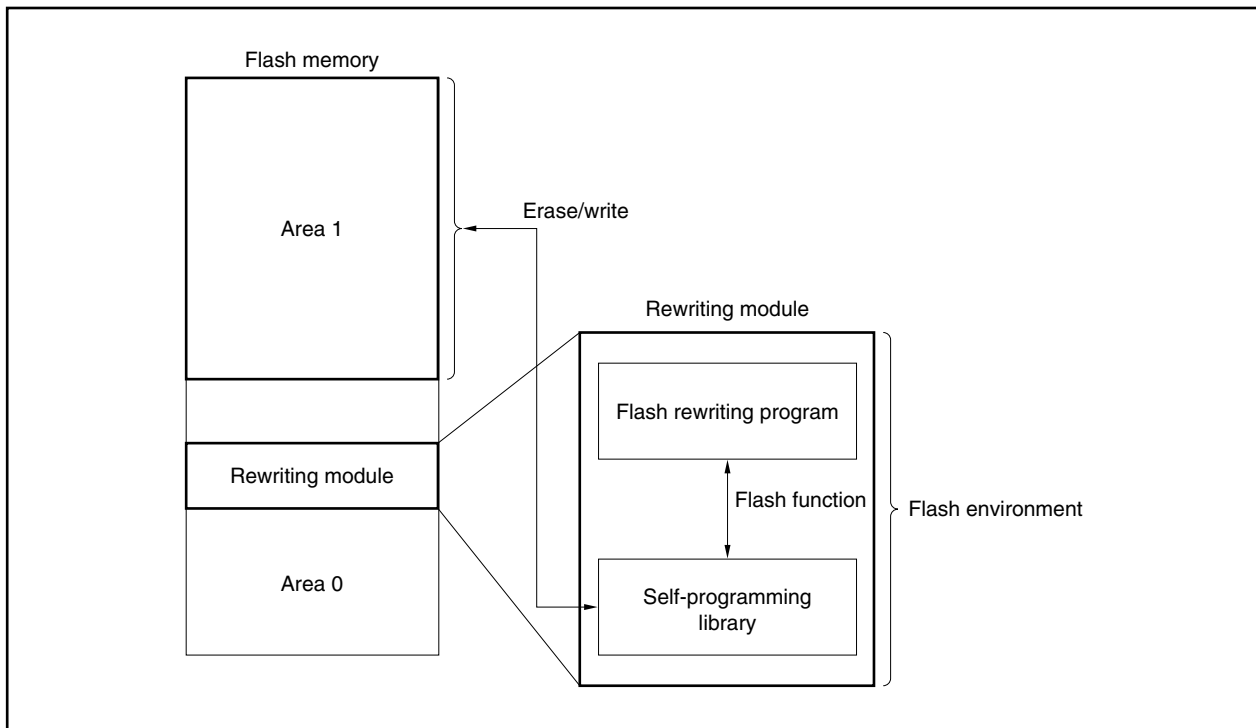 Flash memory
Area 1
Erase/write
Rewriting module
Flash rewriting program
Rewriting module
Flash function
Flash environment
Area 0
Self-programming
library